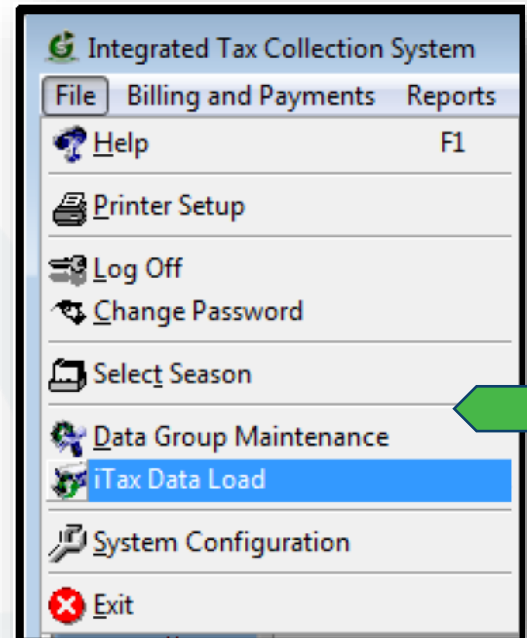 Integrated Tax Collection System
File Billing and Payments Reports
Help F1
Printer Setup
Log Off
Change Password
Select Season
Data Group Maintenance
iTax Data Load
System Configuration
Exit